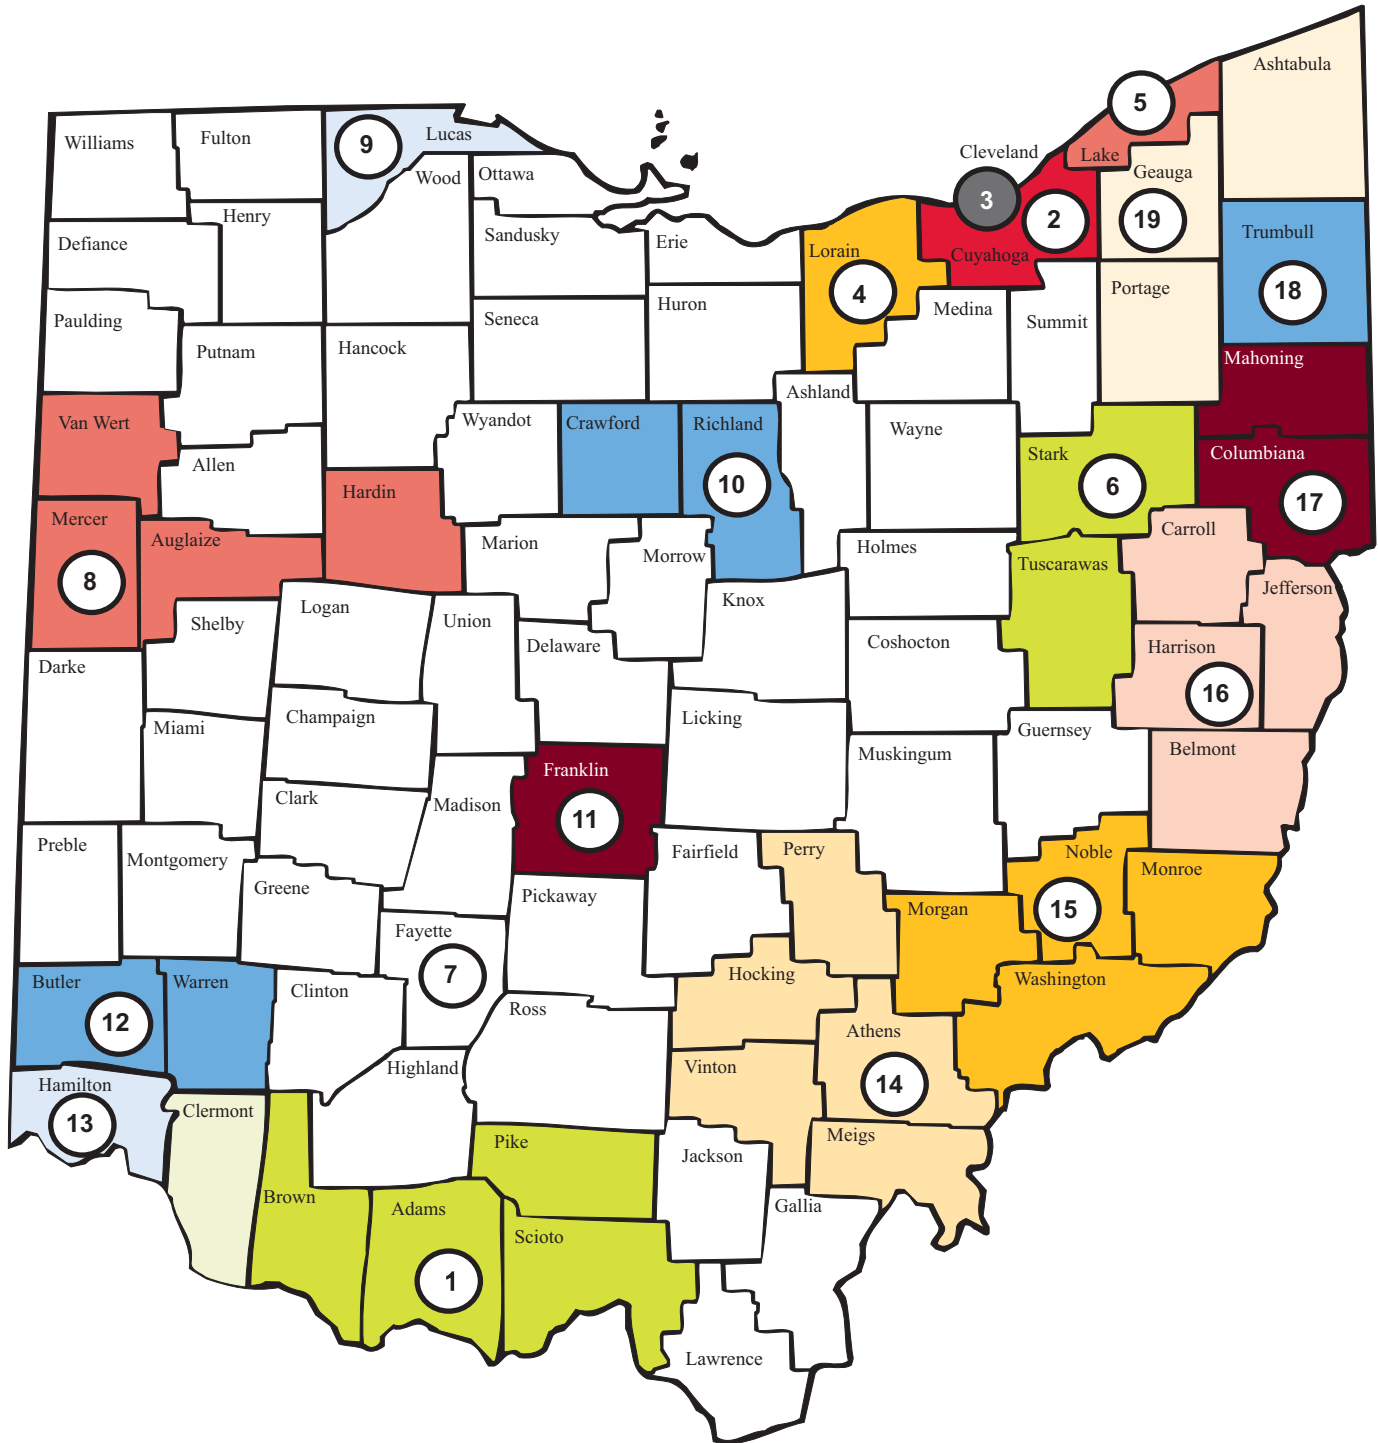 Ashtabula
5
Williams
Fulton
9
Lucas
Cleveland
Lake
Wood
Ottawa
Geauga
3
2
19
Henry
Defiance
Sandusky
Erie
Lorain
Cuyahoga
Trumbull
4
18
Portage
Paulding
Seneca
Huron
Medina
Summit
Putnam
Hancock
Mahoning
Ashland
Van Wert
Wyandot
Crawford
Richland
Wayne
Stark
Columbiana
Allen
10
6
17
Hardin
Mercer
Auglaize
Marion
Morrow
Holmes
Carroll
8
Tuscarawas
Jefferson
Logan
Union
Knox
Shelby
Delaware
Coshocton
Harrison
Darke
16
Champaign
Licking
Miami
Guernsey
Belmont
Muskingum
Franklin
Clark
Madison
11
Preble
Montgomery
Fairfield
Perry
Noble
Monroe
Greene
Pickaway
Morgan
15
Fayette
7
Hocking
Washington
Butler
Warren
Clinton
12
Ross
Athens
Highland
Vinton
14
Hamilton
13
Clermont
Pike
Meigs
Jackson
Brown
Adams
Gallia
Scioto
1
Lawrence